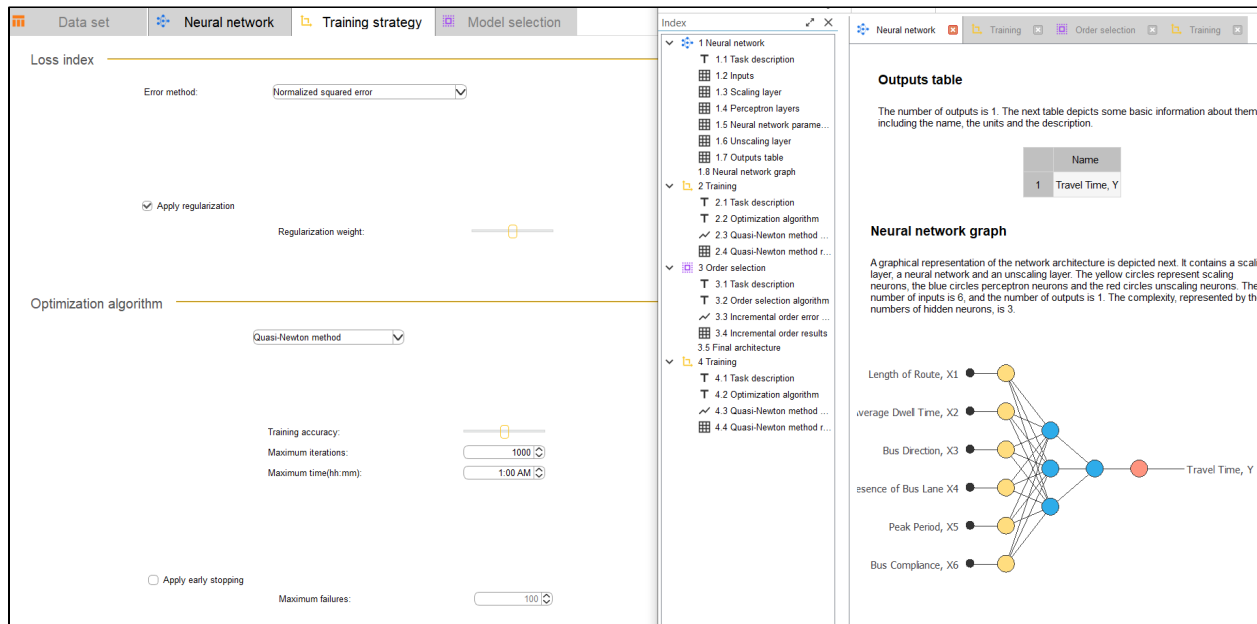 Data set
Neural network
Training strategy
Model selection
Loss index
Error method:
Normalized squared error
Apply regularization
Regularization weight:
Optimization algorithm
Quasi-Newton method
Training accuracy:
Maximum iterations:
1000
Maximum time(hh:mm):
1:00 AM
Apply early stopping
Maximum failures:
100
Index
1 Neural network
1.1 Task description
1.2 Inputs
1.3 Scaling layer
1.4 Perceptron layers
1.5 Neural network parame...
1.6 Unscaling layer
1.7 Outputs table
1.8 Neural network graph
2 Training
2.1 Task description
2.2 Optimization algorithm
2.3 Quasi-Newton method ...
2.4 Quasi-Newton method r...
3 Order selection
3.1 Task description
3.2 Order selection algorithm
3.3 Incremental order error ...
3.4 Incremental order results
3.5 Final architecture
4 Training
4.1 Task description
4.2 Optimization algorithm
4.3 Quasi-Newton method ...
4.4 Quasi-Newton method r...
Neural network
Training
Order selection
Training
Outputs table
The number of outputs is 1. The next table depicts some basic information about them
including the name, the units and the description.
Name
1 Travel Time, Y
Neural network graph
A graphical representation of the network architecture is depicted next. It contains a scali
layer, a neural network and an unscaling layer. The yellow circles represent scaling
neurons, the blue circles perceptron neurons and the red circles unscaling neurons. The
number of inputs is 6, and the number of outputs is 1. The complexity, represented by th
numbers of hidden neurons, is 3.
Length of Route, X1
verage Dwell Time, X2
Bus Direction, X3
esence of Bus Lane X4
Travel Time, Y
Peak Period, X5
Bus Compliance, X6